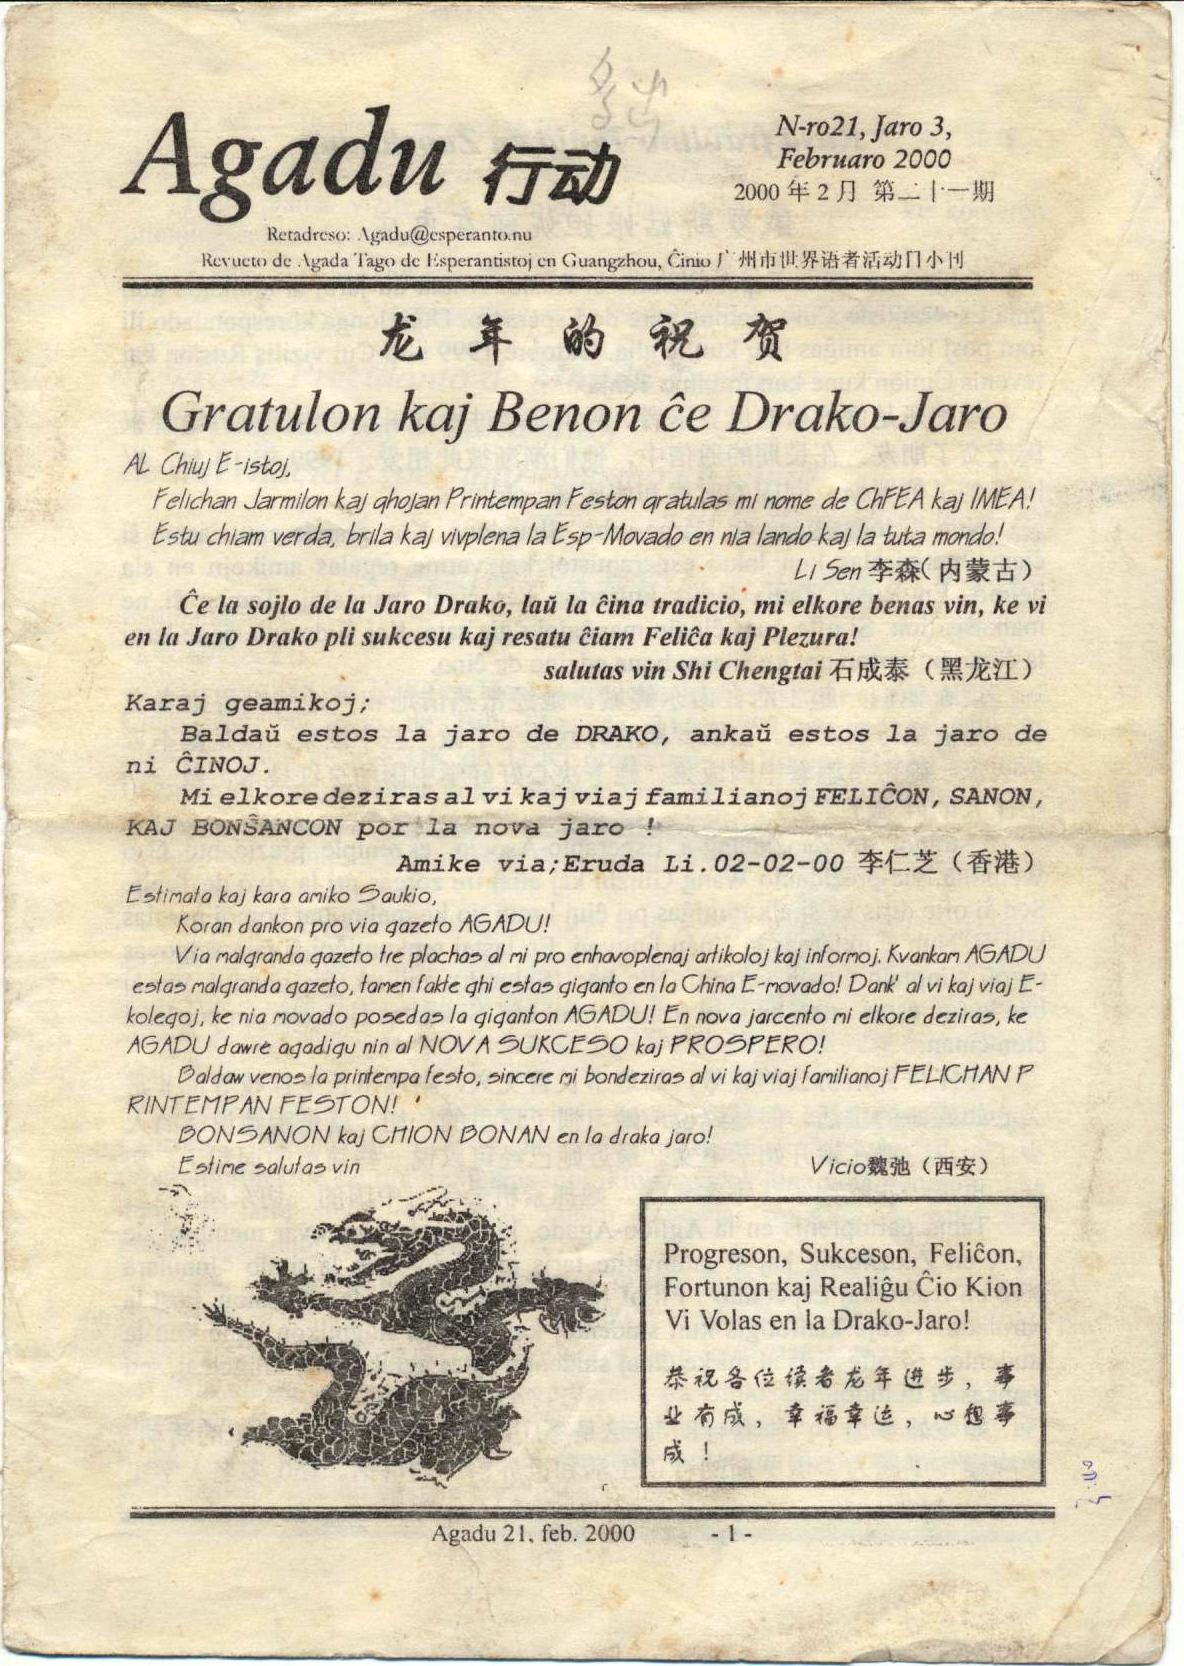 Agadu 行动
N-ro21, Jaro 3,
Februaro 2000
2000 年 2 月 第二十一期
Retadreso: Agadu@esperanto.nu
Revueto de Agada Tago de Esperantistoj en Guangzhou, Ĉinio 广州市世界语者活动门小刊
龙年的祝贺
Gratulon kaj Benon ĉe Drako-Jaro
AL Chiuj E-istoj,
Felichan Jarmilon kaj ghojan Printempan Feston gratulas mi nome de ChFEA kaj IMEA!
Estu chiam verda, brila kaj vivplena la Esp-Movado en nia lando kaj la tuta mondo!
Li Sen 李森(内蒙古)
Ĉe la sojlo de la Jaro Drako, laŭ la ĉina tradicio, mi elkore benas vin, ke vi
en la Jaro Drako pli sukcesu kaj resatu ĉiam Feliĉa kaj Plezura!
salutas vin Shi Chengtai 石成泰（黑龙江）
Karaj geamikoj;
Baldaŭ estos la jaro de DRAKO, ankaŭ estos la jaro de
ni ĈINOJ.
Mi elkore deziras al vi kaj viaj familianoj FELIĈON, SANON,
KAJ BONŜANCON por la nova jaro !
Amike via;Eruda Li.02-02-00 李仁芝（香港）
Estimata kaj kara amiko Saukio,
Koran dankon pro via gazeto AGADU!
Via malgranda gazeto tre plachas al mi pro enhavoplenaj artikoloj kaj informoj. Kvankam AGADU
estas malgranda gazeto, tamen fakte ghi estas giganto en la China E-movado! Dank' al vi kaj viaj E-
kolegoj, ke nia movado posedas la giganton AGADU! En nova jarcento mi elkore deziras, ke
AGADU dawre agadigu nin al NOVA SUKCESO kaj PROSPERO!
Baldaw venos la printempa festo, sincere mi bondeziras al vi kaj viaj familianoj FELICHAN P
RINTEMPAN FESTON!
BONSANON kaj CHION BONAN en la draka jaro!
Estime salutas vin
Vicio魏弛（西安）
Progreson, Sukceson, Feliĉon,
Fortunon kaj Realiĝu Ĉio Kion
Vi Volas en la Drako-Jaro!
恭祝各位读者龙年进步，事
业有成，幸福幸运，心想事
成！
Agadu 21, feb. 2000 - 1 -